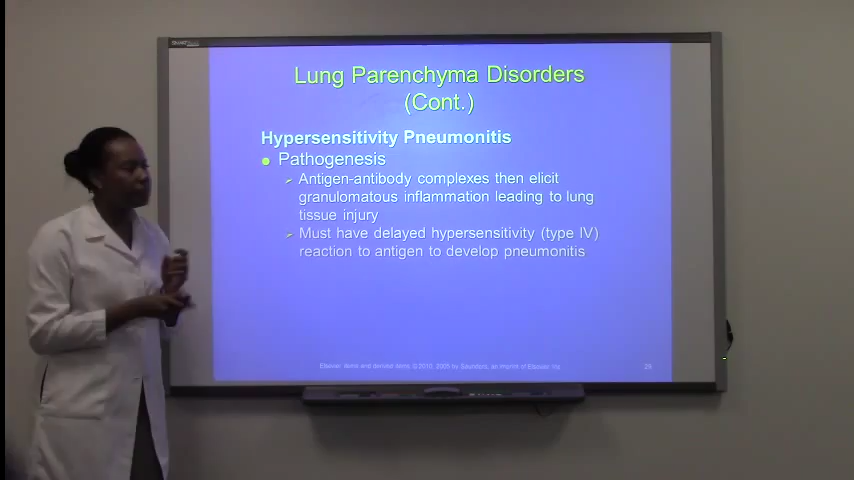 Lung Parenchyma Disorders
(Cont.)
Hypersensitivity Pneumonitis
Pathogenesis
Antigen-antibody complexes then elicit
granulomatous inflammation leading to lung
tissue injury
Must have delayed hypersensitivity (type IV)
reaction to antigen to develop pneumonitis
Elsevier items and derived items © 2010, 2005 by Saunders, an imprint of Elsevier Inc.